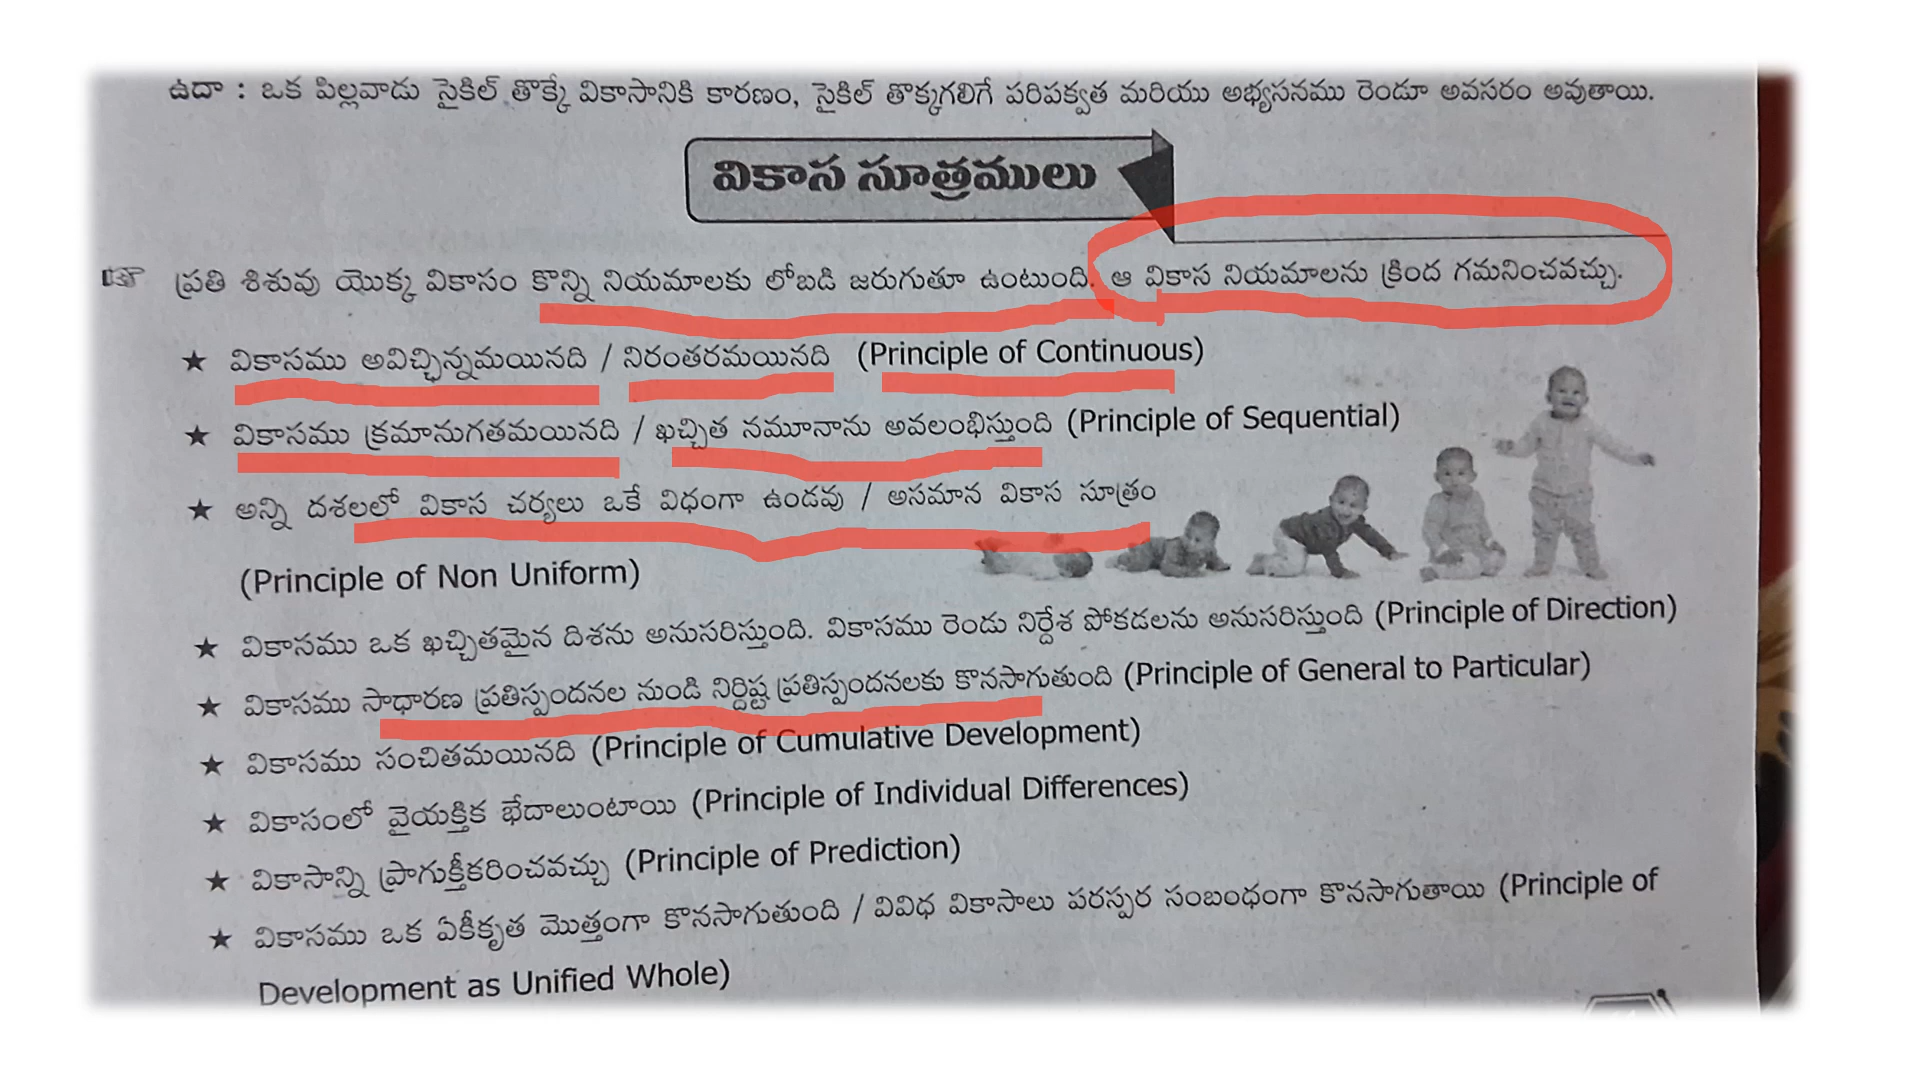 ఉదా : ఒక పిల్లవాడు సైకిల్ తొక్కే వికాసానికి కారణం, సైకిల్ తొక్కగలిగే పరిపక్వత మరియు అభ్యసనము రెండూ అవసరం అవుతాయి.
వికాస సూత్రములు
ప్రతి శిశువు యొక్క వికాసం కొన్ని నియమాలకు లోబడి జరుగుతూ ఉంటుంది. ఆ వికాస నియమాలను క్రింద గమనించవచ్చు.
★ వికాసము అవిచ్ఛిన్నమయినది / నిరంతరమయినది (Principle of Continuous)
★ వికాసము క్రమానుగతమయినది / ఖచ్చిత నమూనాను అవలంభిస్తుంది (Principle of Sequential)
★ అన్ని దశలలో వికాస చర్యలు ఒకే విధంగా ఉండవు / అసమాన వికాస సూత్రం
(Principle of Non Uniform)
★ వికాసము ఒక ఖచ్చితమైన దిశను అనుసరిస్తుంది. వికాసము రెండు నిర్దేశ పోకడలను అనుసరిస్తుంది (Principle of Direction)
★ వికాసము సాధారణ ప్రతిస్పందనల నుండి నిర్దిష్ట ప్రతిస్పందనలకు కొనసాగుతుంది (Principle of General to Particular)
★ వికాసము సంచితమయినది (Principle of Cumulative Development)
★ వికాసంలో వైయక్తిక భేదాలుంటాయి (Principle of Individual Differences)
★ వికాసాన్ని ప్రాగుక్తీకరించవచ్చు (Principle of Prediction)
★ వికాసము ఒక ఏకీకృత మొత్తంగా కొనసాగుతుంది / వివిధ వికాసాలు పరస్పర సంబంధంగా కొనసాగుతాయి (Principle of
Development as Unified Whole)